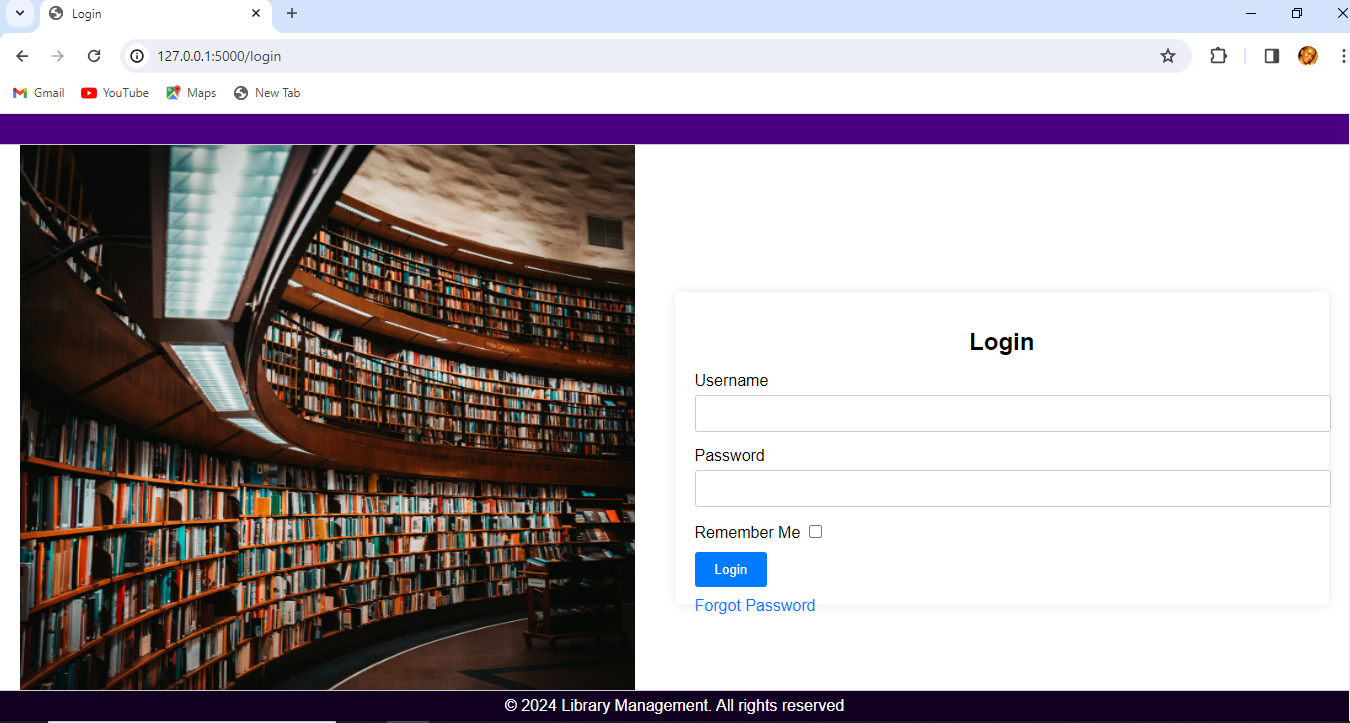 Login
127.0.0.1:5000/login
Gmail YouTube Maps New Tab
Login
Username
Password
Remember Me
Login
Forgot Password
© 2024 Library Management. All rights reserved